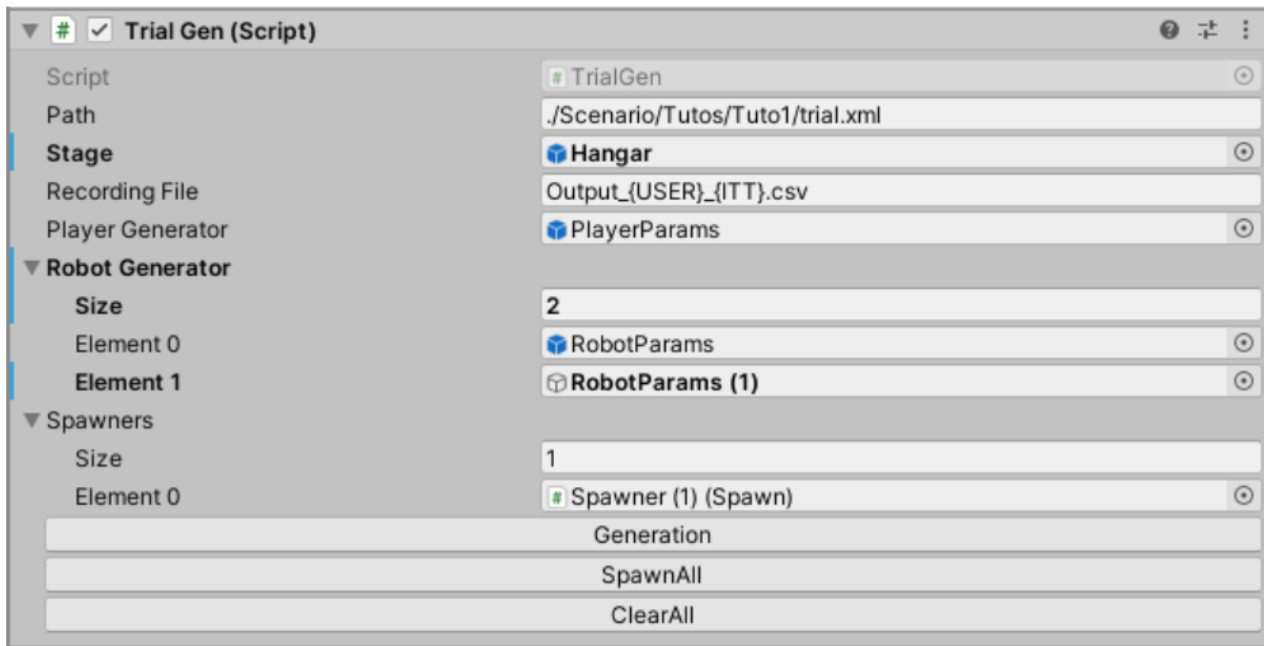 # Trial Gen (Script)
Script # TrialGen
Path ./Scenario/Tutos/Tuto1/trial.xml
Stage Hangar
Recording File Output_{USER}_{ITT}.csv
Player Generator PlayerParams
Robot Generator
Size 2
Element 0 RobotParams
Element 1 RobotParams (1)
Spawners
Size 1
Element 0 # Spawner (1) (Spawn)
Generation
SpawnAll
ClearAll